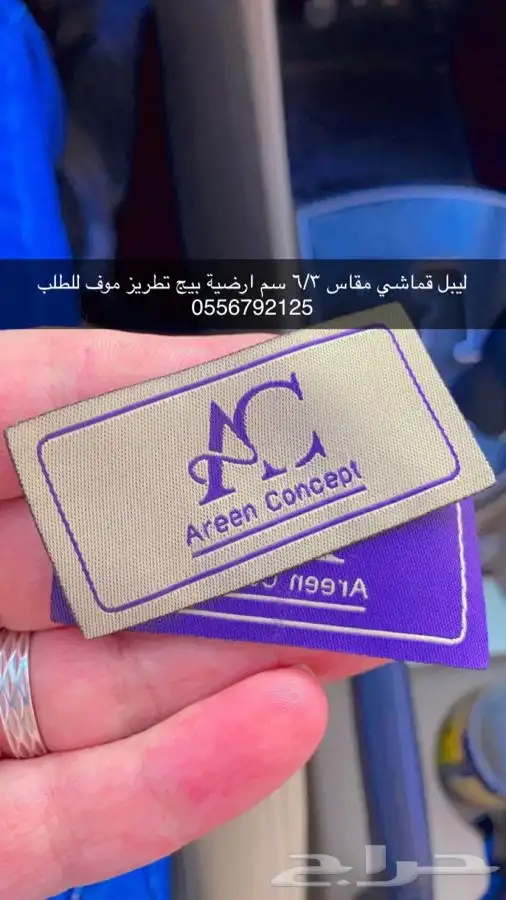 ليبل قماشي مقاس ٦/٣ سم ارضية بيج تطريز موف للطلب
0556792125
AC
Areen Concept
Areen C
حراج